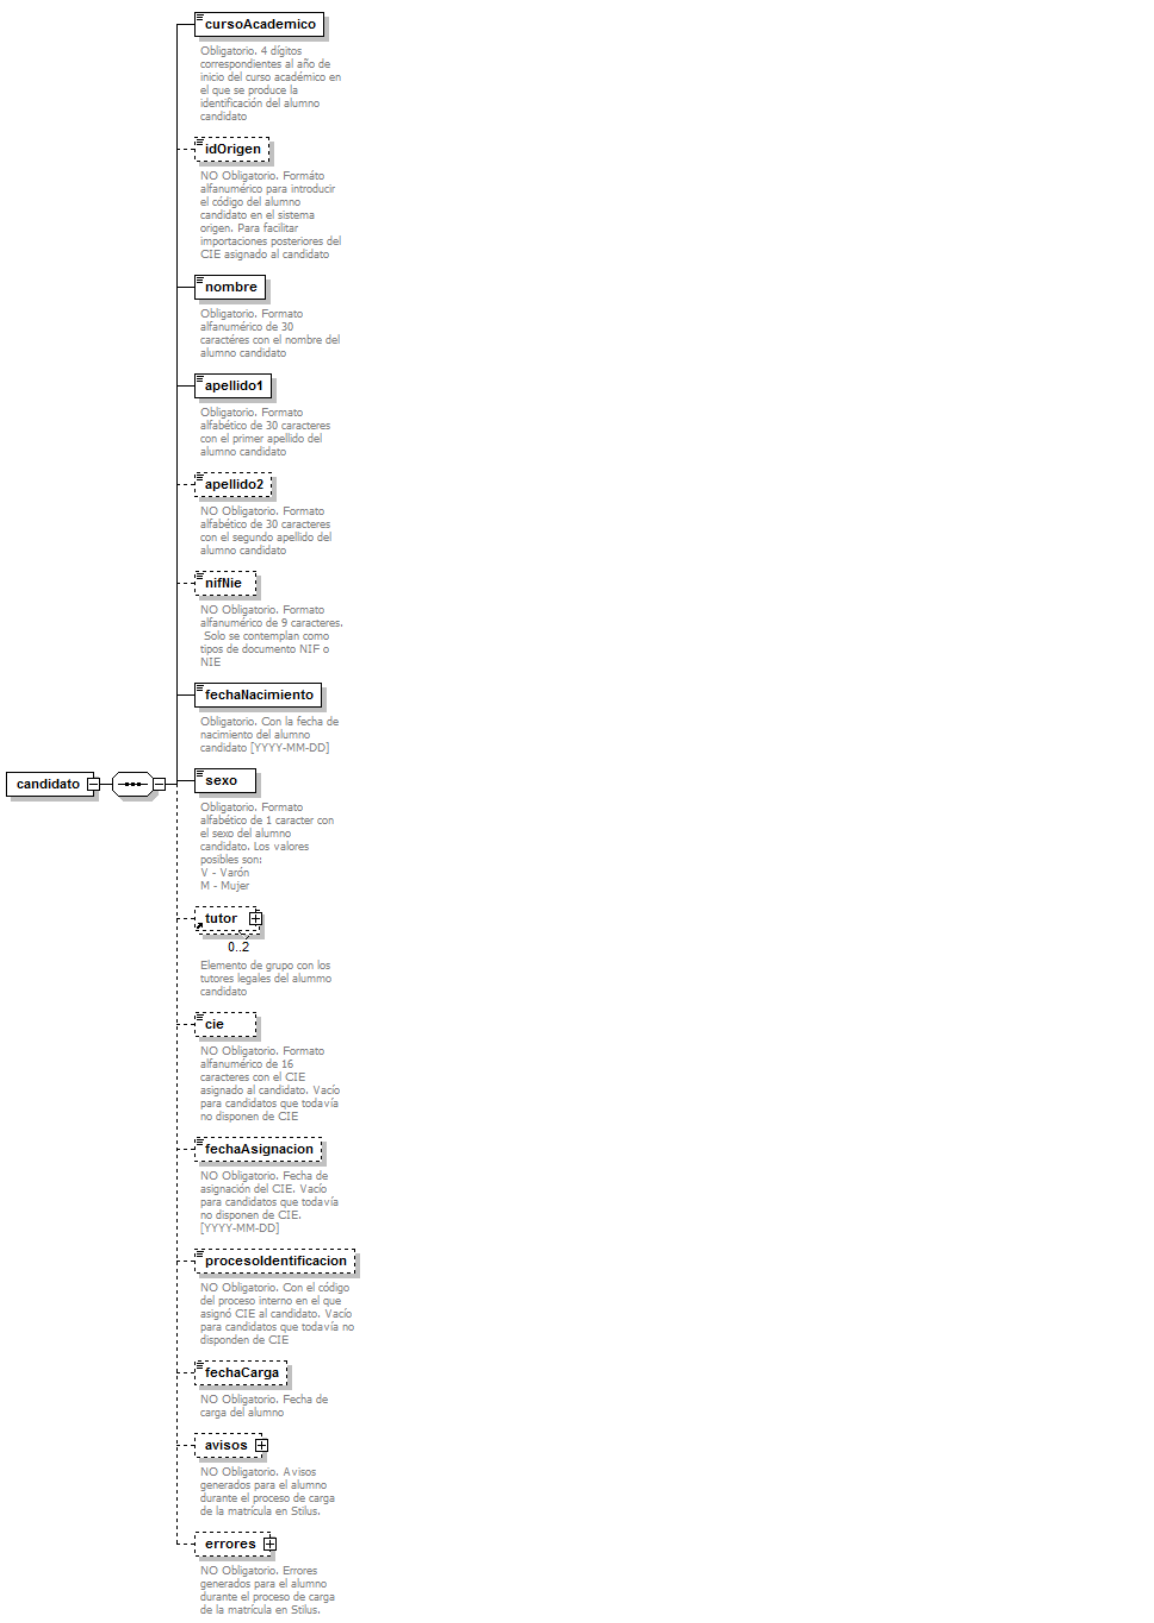 cursoAcademico
Obligatorio. 4 dígitos
correspondientes al año de
inicio del curso académico en
el que se produce la
identificación del alumno
candidato
idOrigen
NO Obligatorio. Formáto
alfanumérico para introducir
el código del alumno
candidato en el sistema
origen. Para facilitar
importaciones posteriores del
CIE asignado al candidato
nombre
Obligatorio. Formato
alfanumérico de 30
caractéres con el nombre del
alumno candidato
apellido1
Obligatorio. Formato
alfabético de 30 caracteres
con el primer apellido del
alumno candidato
apellido2
NO Obligatorio. Formato
alfabético de 30 caracteres
con el segundo apellido del
alumno candidato
nifNie
NO Obligatorio. Formato
alfanumérico de 9 caracteres.
Solo se contemplan como
tipos de documento NIF o
NIE
fechaNacimiento
Obligatorio. Con la fecha de
nacimiento del alumno
candidato [YYYY-MM-DD]
candidato
sexo
Obligatorio. Formato
alfabético de 1 caracter con
el sexo del alumno
candidato. Los valores
posibles son:
V - Varón
M - Mujer
tutor
0..2
Elemento de grupo con los
tutores legales del alummo
candidato
cie
NO Obligatorio. Formato
alfanumérico de 16
caracteres con el CIE
asignado al candidato. Vacío
para candidatos que todavía
no disponen de CIE
fechaAsignacion
NO Obligatorio. Fecha de
asignación del CIE. Vacío
para candidatos que todavía
no disponen de CIE.
[YYYY-MM-DD]
procesoIdentificacion
NO Obligatorio. Con el código
del proceso interno en el que
asignó CIE al candidato. Vacío
para candidatos que todavía no
disponden de CIE
fechaCarga
NO Obligatorio. Fecha de
carga del alumno
avisos
NO Obligatorio. Avisos
generados para el alumno
durante el proceso de carga
de la matrícula en Stilus.
errores
NO Obligatorio. Errores
generados para el alumno
durante el proceso de carga
de la matrícula en Stilus.